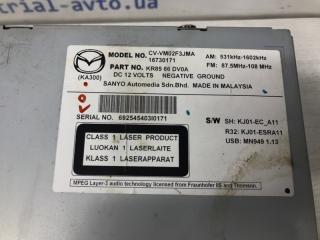 trial-auto.ua
MODEL NO. CV-VM02F3JMA
16730171
AM: 531kHz-1602kHz
PART NO. KR85 66 DV0A
FM: 87.5MHz-108 MHz
(KA300)
DC 12 VOLTS NEGATIVE GROUND
SANYO Automedia Sdn.Bhd. MADE IN MALAYSIA
SERIAL NO. 692545403I0171
S/W SH: KJ01-EC_A11
R32: KJ01-ESRA11
USB: MN949 1.13
CLASS 1 LASER PRODUCT
LUOKAN 1 LASERLAITE
KLASS 1 LASERAPPARAT
MPEG Layer-3 audio technology licensed from Fraunhofer IIS and Thomson.